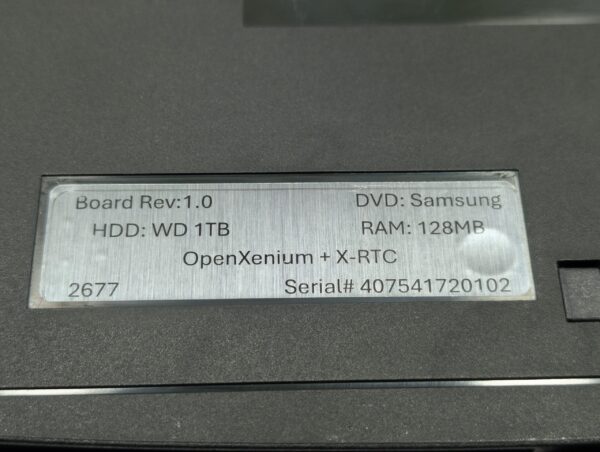 Board Rev:1.0 DVD: Samsung
HDD: WD 1TB RAM: 128MB
OpenXenium + X-RTC
2677 Serial# 407541720102